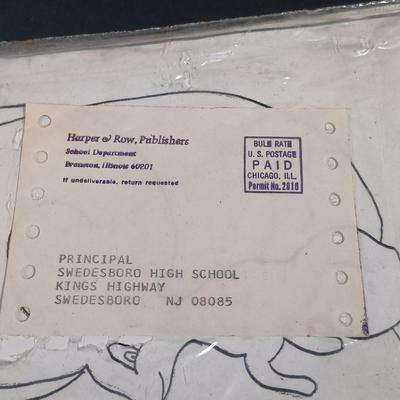 Harper & Row, Publishers
School Department
Evanston, Illinois 60201
If undeliverable, return requested
BULK RATE
U. S. POSTAGE
PAID
CHICAGO, ILL.
Permit No. 2010
PRINCIPAL
SWEDESBORO HIGH SCHOOL
KINGS HIGHWAY
SWEDESBORO NJ 08085